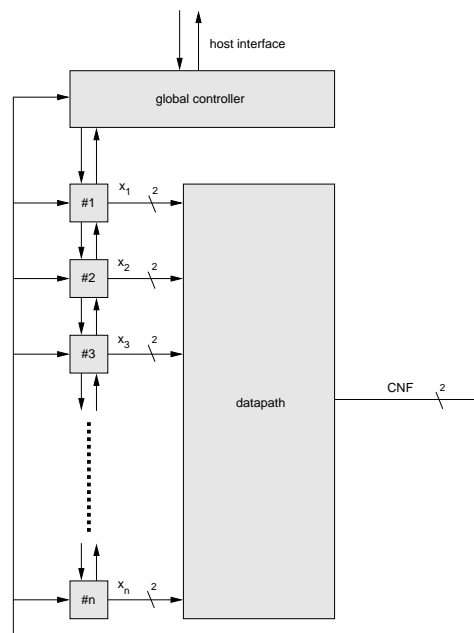 host interface
global controller
#1
x1
2
#2
x2
2
#3
x3
2
datapath
CNF
2
#n
xn
2